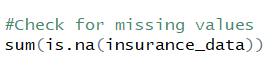 #Check for missing values
sum(is.na(insurance_data))